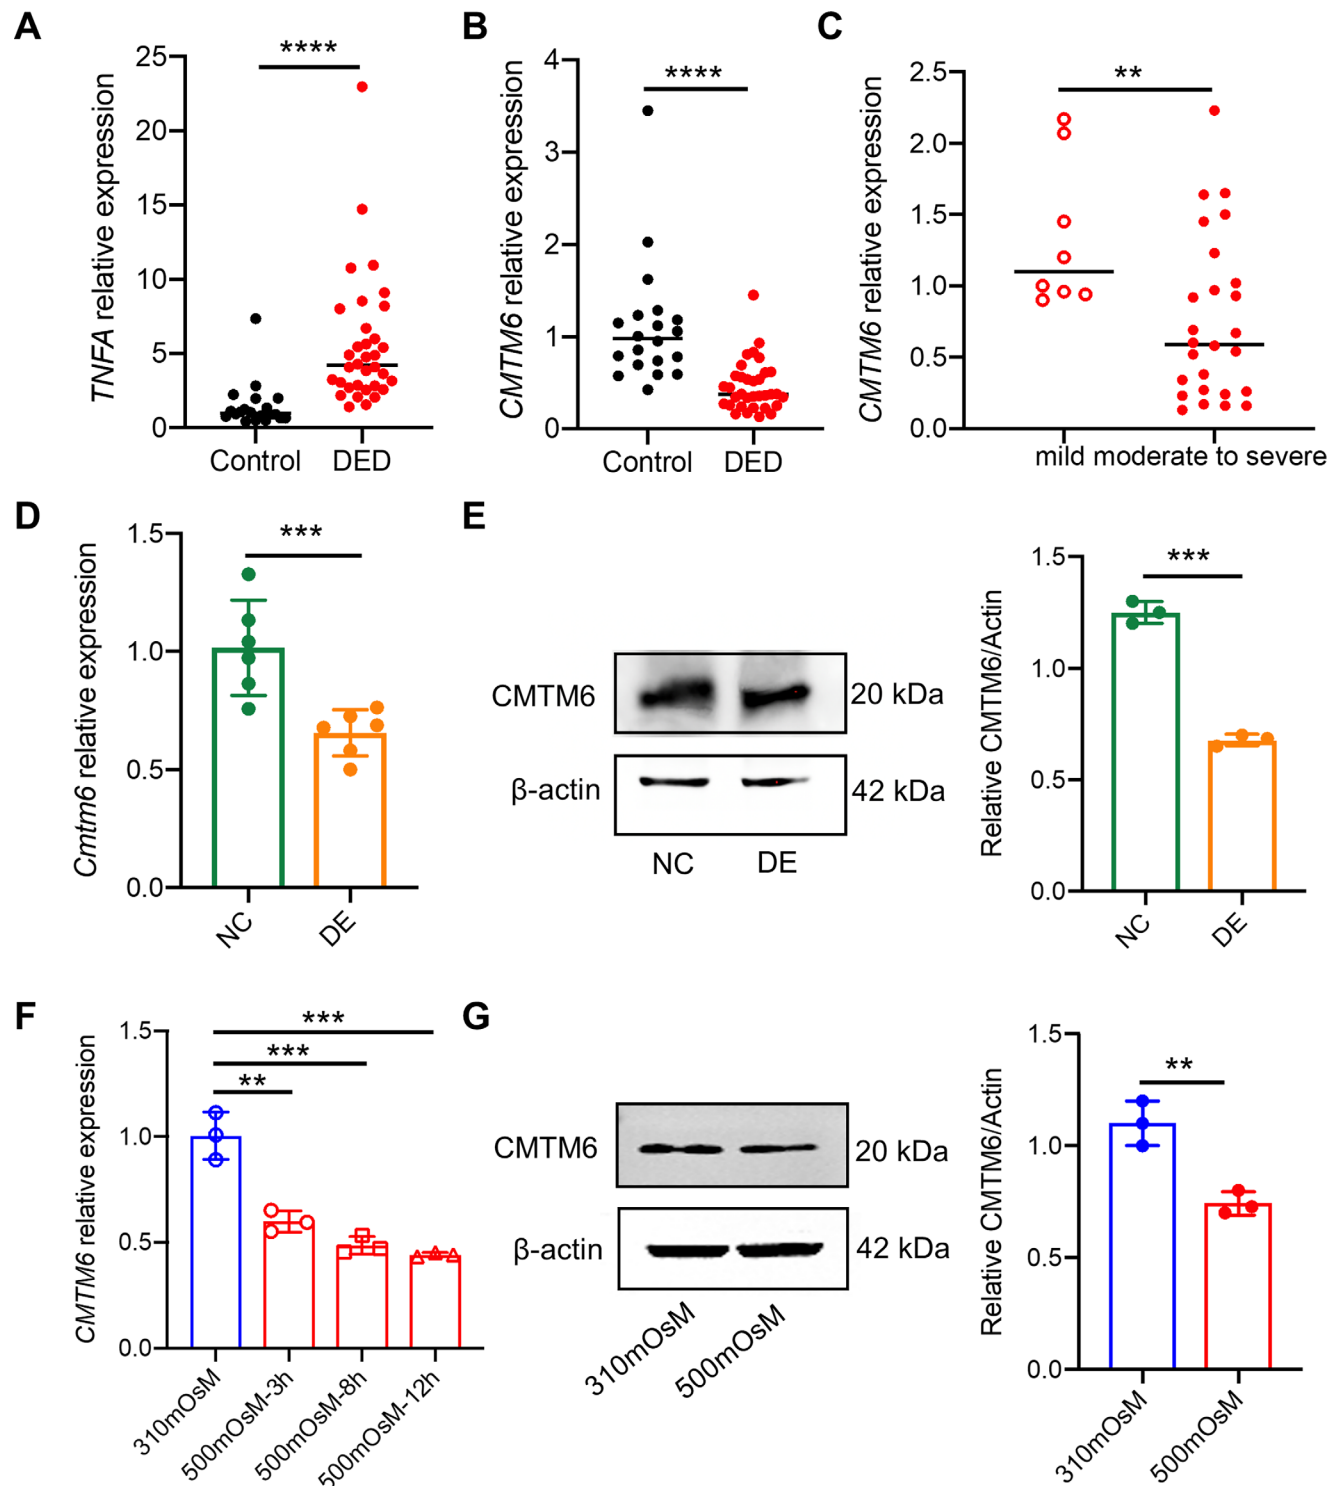 A
TNFA relative expression
25
20
15
10
5
0
****
Control
DED
B
CMTM6 relative expression
4
3
2
1
0
****
Control
DED
C
CMTM6 relative expression
2.5
2.0
1.5
1.0
0.5
0.0
**
mild
moderate to severe
D
Cmtm6 relative expression
1.5
1.0
0.5
0.0
***
NC
DE
E
CMTM6
20 kDa
β-actin
42 kDa
NC
DE
Relative CMTM6/Actin
1.5
1.0
0.5
0.0
***
NC
DE
F
CMTM6 relative expression
1.5
1.0
0.5
0.0
***
***
**
310mOsM
500mOsM-3h
500mOsM-8h
500mOsM-12h
G
CMTM6
20 kDa
β-actin
42 kDa
310mOsM
500mOsM
Relative CMTM6/Actin
1.5
1.0
0.5
0.0
**
310mOsM
500mOsM